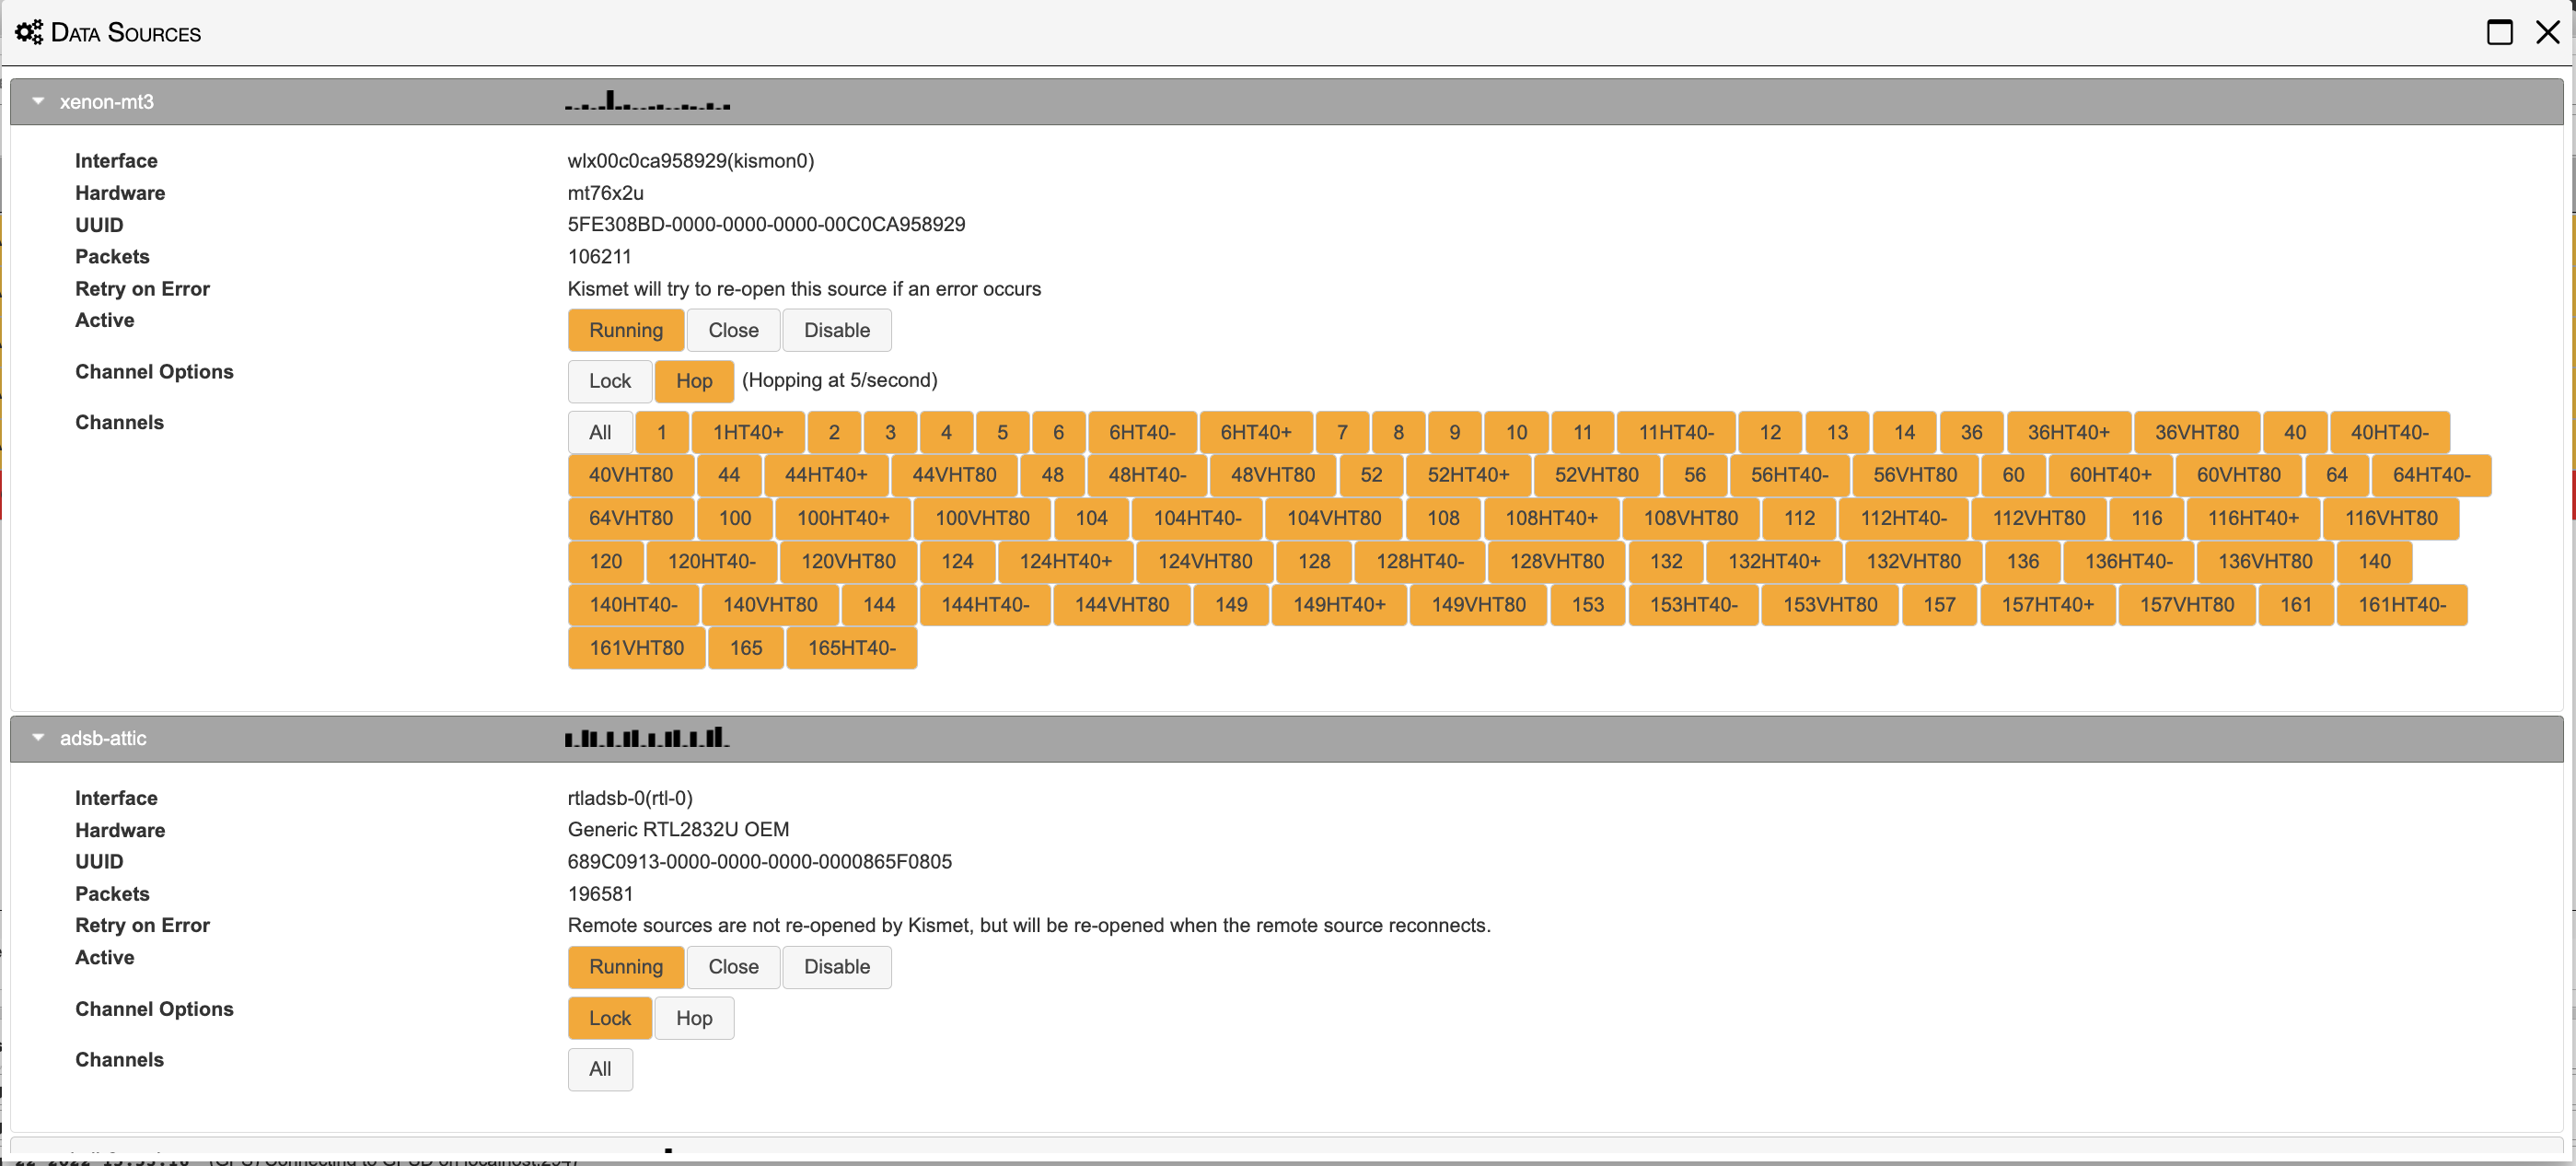 Data Sources
xenon-mt3
Interface wlx00c0ca958929(kismon0)
Hardware mt76x2u
UUID 5FE308BD-0000-0000-0000-00C0CA958929
Packets 106211
Retry on Error Kismet will try to re-open this source if an error occurs
Active Running Close Disable
Channel Options Lock Hop (Hopping at 5/second)
Channels All 1 1HT40+ 2 3 4 5 6 6HT40- 6HT40+ 7 8 9 10 11 11HT40- 12 13 14 36 36HT40+ 36VHT80 40 40HT40-
40VHT80 44 44HT40+ 44VHT80 48 48HT40- 48VHT80 52 52HT40+ 52VHT80 56 56HT40- 56VHT80 60 60HT40+ 60VHT80 64 64HT40-
64VHT80 100 100HT40+ 100VHT80 104 104HT40- 104VHT80 108 108HT40+ 108VHT80 112 112HT40- 112VHT80 116 116HT40+ 116VHT80
120 120HT40- 120VHT80 124 124HT40+ 124VHT80 128 128HT40- 128VHT80 132 132HT40+ 132VHT80 136 136HT40- 136VHT80 140
140HT40- 140VHT80 144 144HT40- 144VHT80 149 149HT40+ 149VHT80 153 153HT40- 153VHT80 157 157HT40+ 157VHT80 161 161HT40-
161VHT80 165 165HT40-
adsb-attic
Interface rtladsb-0(rtl-0)
Hardware Generic RTL2832U OEM
UUID 689C0913-0000-0000-0000-0000865F0805
Packets 196581
Retry on Error Remote sources are not re-opened by Kismet, but will be re-opened when the remote source reconnects.
Active Running Close Disable
Channel Options Lock Hop
Channels All